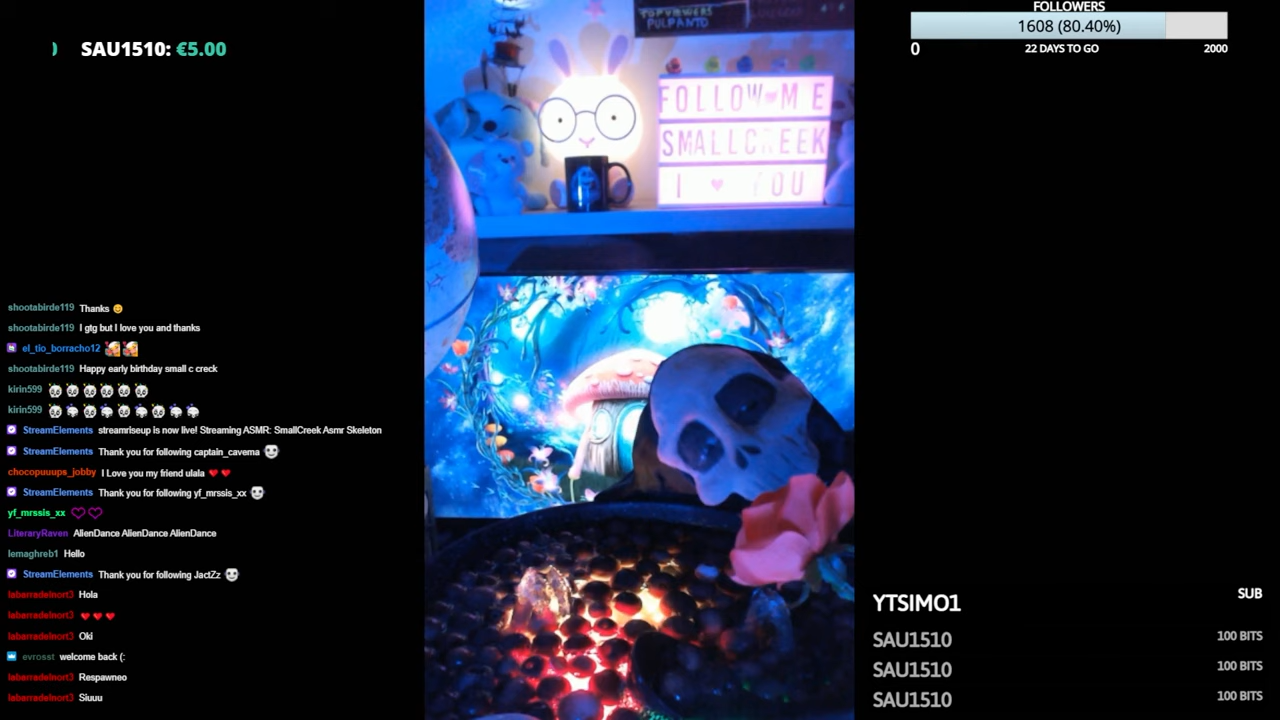 SAU1510: €5.00
FOLLOWERS
1608 (80.40%)
0 22 DAYS TO GO 2000
TOPVIEWERS
PULPANTO
FOLLOW♥ME
SMALLCREEK
I ♥ YOU
shootabirde119 Thanks 😊
shootabirde119 I gtg but I love you and thanks
el_tio_borracho12
shootabirde119 Happy early birthday small c creck
kirin599
kirin599
StreamElements streamriseup is now live! Streaming ASMR: SmallCreek Asmr Skeleton
StreamElements Thank you for following captain_cavema
chocopuuups_jobby I Love you my friend ulala ♥ ♥
StreamElements Thank you for following yf_mrssis_xx
yf_mrssis_xx ♡ ♡
LiteraryRaven AlienDance AlienDance AlienDance
lemaghreb1 Hello
StreamElements Thank you for following JactZz
labarradelnort3 Hola
labarradelnort3 ♥ ♥ ♥
labarradelnort3 Oki
evrosst welcome back (:
labarradelnort3 Respawneo
labarradelnort3 Siuuu
YTSIMO1 SUB
SAU1510 100 BITS
SAU1510 100 BITS
SAU1510 100 BITS